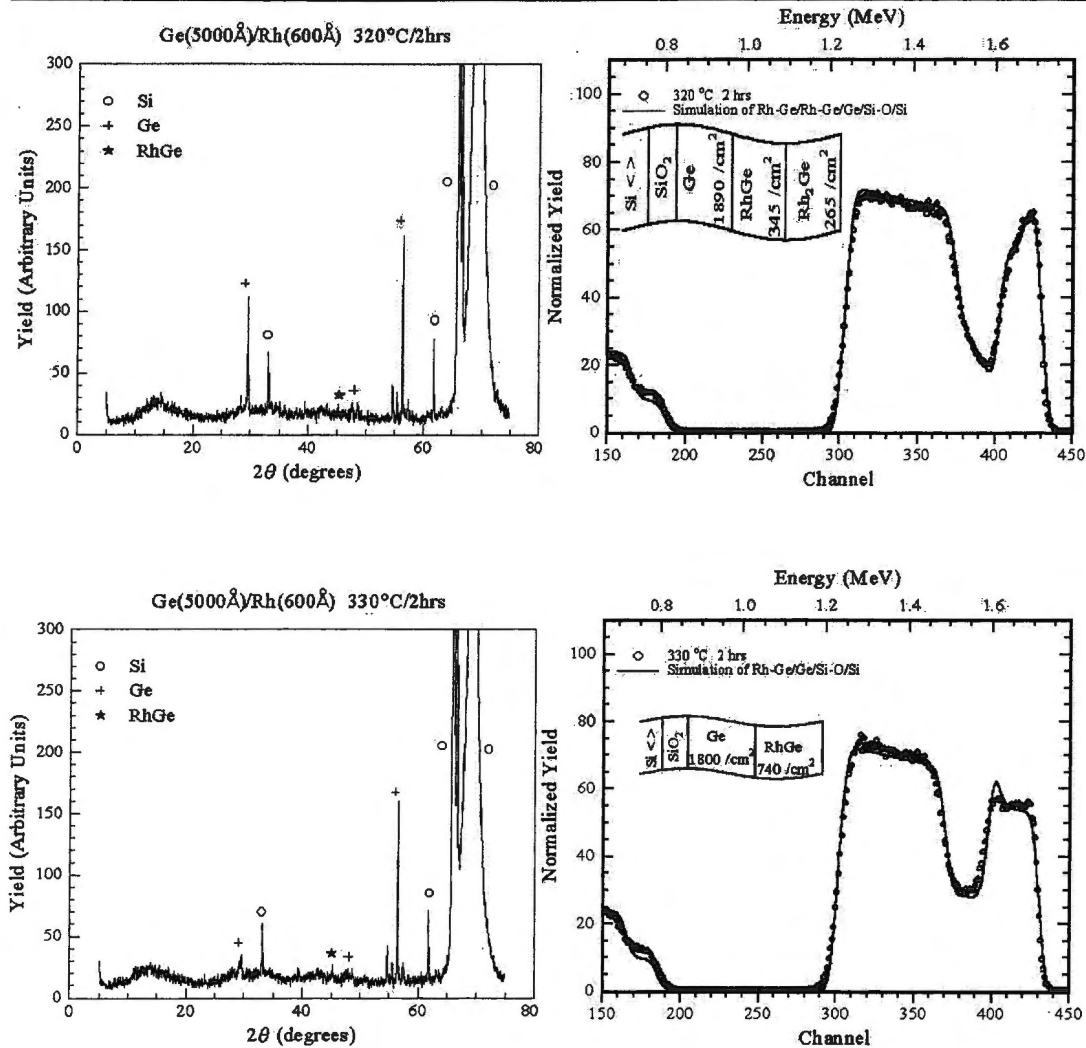 Ge(5000Å)/Rh(600Å) 320°C/2hrs
300
250
200
150
100
50
0
Yield (Arbitrary Units)
Si
Ge
RhGe
0 20 40 60 80
2θ (degrees)
Energy (MeV)
0.8 1.0 1.2 1.4 1.6
100
80
60
40
20
0
Normalized Yield
320 °C 2 hrs
Simulation of Rh-Ge/Rh-Ge/Ge/Si-O/Si
Si < >
SiO2
Ge
1890 /cm2
RhGe
345 /cm2
Rh2Ge
265 /cm2
150 200 250 300 350 400 450
Channel
Ge(5000Å)/Rh(600Å) 330°C/2hrs
300
250
200
150
100
50
0
Yield (Arbitrary Units)
Si
Ge
RhGe
0 20 40 60 80
2θ (degrees)
Energy (MeV)
0.8 1.0 1.2 1.4 1.6
100
80
60
40
20
0
Normalized Yield
330 °C 2 hrs
Simulation of Rh-Ge/Ge/Si-O/Si
Si < >
SiO2
Ge
1800 /cm2
RhGe
740 /cm2
150 200 250 300 350 400 450
Channel